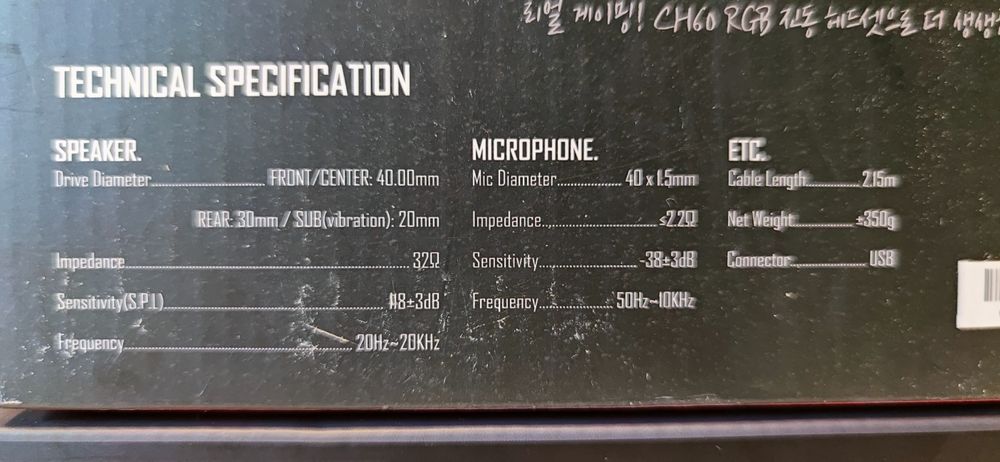 리얼 게이밍! CH60 RGB 진동 헤드셋으로 더 생생
TECHNICAL SPECIFICATION
SPEAKER.
Drive Diameter FRONT/CENTER: 40.00mm
REAR: 30mm / SUB(vibration): 20mm
Impedance 32Ω
Sensitivity(S.P.L) 118±3dB
Frequency 20Hz~20KHz
MICROPHONE.
Mic Diameter 40 x 1.5mm
Impedance ≤2.2Ω
Sensitivity -38±3dB
Frequency 50Hz~10KHz
ETC.
Cable Length 2.15m
Net Weight ±350g
Connector USB